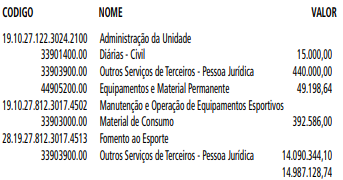 CODIGO NOME VALOR
19.10.27.122.3024.2100 Administração da Unidade
33901400.00 Diárias - Civil 15.000,00
33903900.00 Outros Serviços de Terceiros - Pessoa Jurídica 440.000,00
44905200.00 Equipamentos e Material Permanente 49.198,64
19.10.27.812.3017.4502 Manutenção e Operação de Equipamentos Esportivos
33903000.00 Material de Consumo 392.586,00
28.19.27.812.3017.4513 Fomento ao Esporte
33903900.00 Outros Serviços de Terceiros - Pessoa Jurídica 14.090.344,10
14.987.128,74